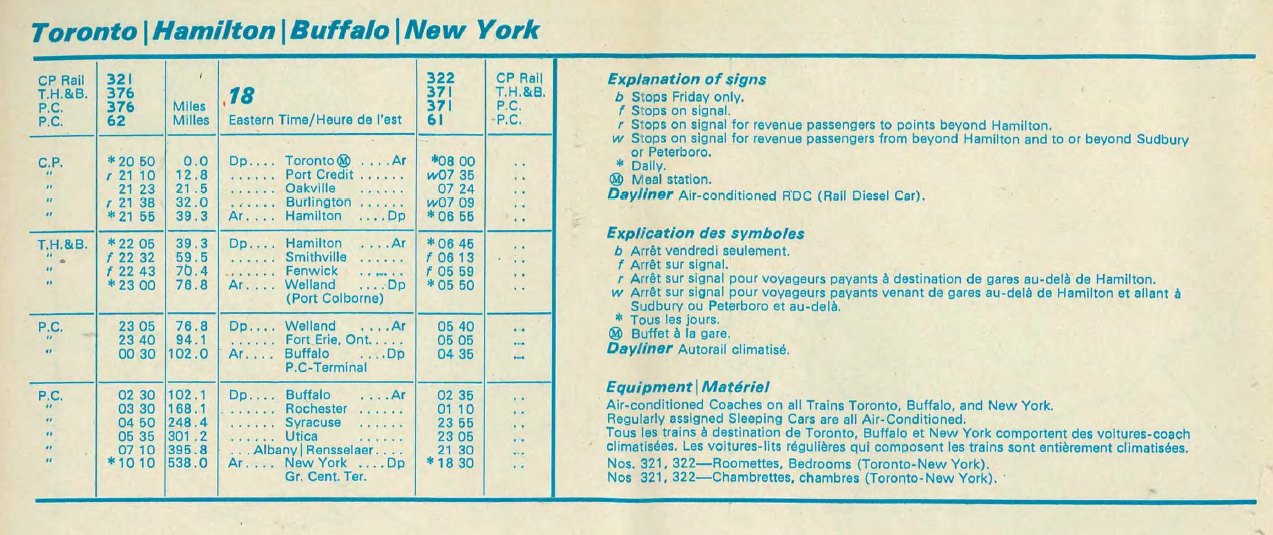 Toronto | Hamilton | Buffalo | New York
CP Rail 321 322 CP Rail
T.H.&B. 376 18 371 T.H.&B.
P.C. 376 Miles 371 P.C.
P.C. 62 Milles Eastern Time/Heure de l'est 61 P.C.
C.P. *20 50 0.0 Dp.... Toronto Ⓜ ....Ar *08 00 ..
" r 21 10 12.8 ...... Port Credit ...... w07 35 ..
" 21 23 21.5 ...... Oakville ...... 07 24 ..
" r 21 38 32.0 ...... Burlington ...... w07 09 ..
" *21 55 39.3 Ar.... Hamilton ....Dp *06 55 ..
T.H.&B. *22 05 39.3 Dp.... Hamilton ....Ar *06 45 ..
" f 22 32 59.5 ...... Smithville ...... f 06 13 ..
" f 22 43 70.4 ...... Fenwick ...... f 05 59 ..
" *23 00 76.8 Ar.... Welland ....Dp *05 50 ..
(Port Colborne)
P.C. 23 05 76.8 Dp.... Welland ....Ar 05 40 ..
" 23 40 94.1 ...... Fort Erie, Ont..... 05 05 ..
" 00 30 102.0 Ar.... Buffalo ....Dp 04 35 ..
P.C-Terminal
P.C. 02 30 102.1 Dp.... Buffalo ....Ar 02 35 ..
" 03 30 168.1 ...... Rochester ...... 01 10 ..
" 04 50 248.4 ...... Syracuse ...... 23 55 ..
" 05 35 301.2 ...... Utica ...... 23 05 ..
" 07 10 395.8 ...Albany | Rensselaer.... 21 30 ..
" *10 10 538.0 Ar.... New York ....Dp *18 30 ..
Gr. Cent. Ter.
Explanation of signs
b Stops Friday only.
f Stops on signal.
r Stops on signal for revenue passengers to points beyond Hamilton.
w Stops on signal for revenue passengers from beyond Hamilton and to or beyond Sudbury
or Peterboro.
* Daily.
Ⓜ Meal station.
Dayliner Air-conditioned RDC (Rail Diesel Car).
Explication des symboles
b Arrêt vendredi seulement.
f Arrêt sur signal.
r Arrêt sur signal pour voyageurs payants à destination de gares au-delà de Hamilton.
w Arrêt sur signal pour voyageurs payants venant de gares au-delà de Hamilton et allant à
Sudbury ou Peterboro et au-delà.
* Tous les jours.
Ⓜ Buffet à la gare.
Dayliner Autorail climatisé.
Equipment | Matériel
Air-conditioned Coaches on all Trains Toronto, Buffalo, and New York.
Regularly assigned Sleeping Cars are all Air-Conditioned.
Tous les trains à destination de Toronto, Buffalo et New York comportent des voitures-coach
climatisées. Les voitures-lits régulières qui composent les trains sont entièrement climatisées.
Nos. 321, 322—Roomettes, Bedrooms (Toronto-New York).
Nos 321, 322—Chambrettes, chambres (Toronto-New York).